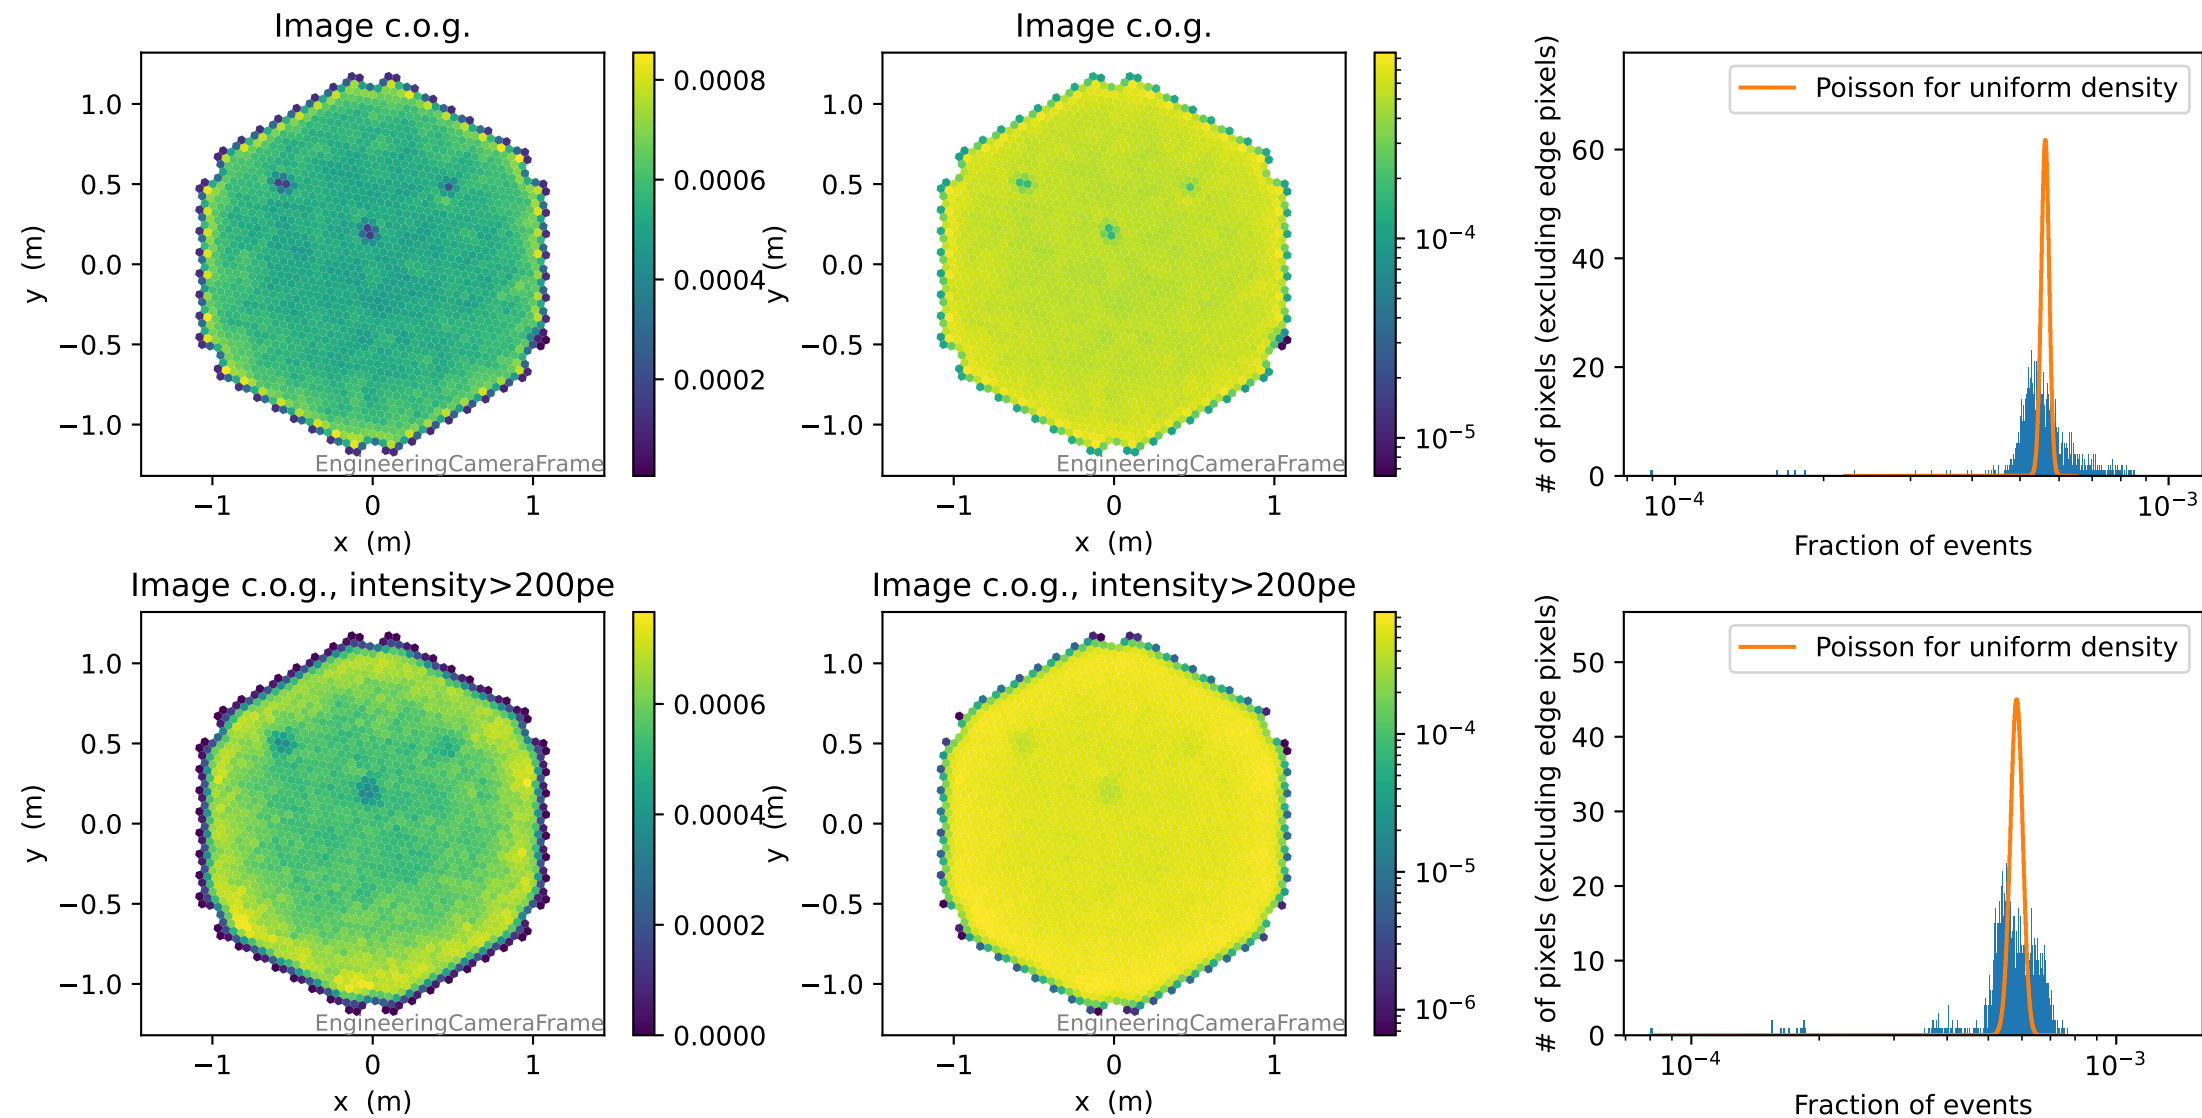 Image c.o.g.
1.0
0.5
0.0
−0.5
−1.0
y (m)
−1
0
1
x (m)
EngineeringCameraFrame
0.0008
0.0006
0.0004
0.0002
Image c.o.g.
1.0
0.5
0.0
−0.5
−1.0
y (m)
−1
0
1
x (m)
EngineeringCameraFrame
10⁻⁴
10⁻⁵
Poisson for uniform density
# of pixels (excluding edge pixels)
60
40
20
0
10⁻⁴
10⁻³
Fraction of events
Image c.o.g., intensity>200pe
1.0
0.5
0.0
−0.5
−1.0
y (m)
−1
0
1
x (m)
EngineeringCameraFrame
0.0006
0.0004
0.0002
0.0000
Image c.o.g., intensity>200pe
1.0
0.5
0.0
−0.5
−1.0
y (m)
−1
0
1
x (m)
EngineeringCameraFrame
10⁻⁴
10⁻⁵
10⁻⁶
Poisson for uniform density
# of pixels (excluding edge pixels)
50
40
30
20
10
0
10⁻⁴
10⁻³
Fraction of events